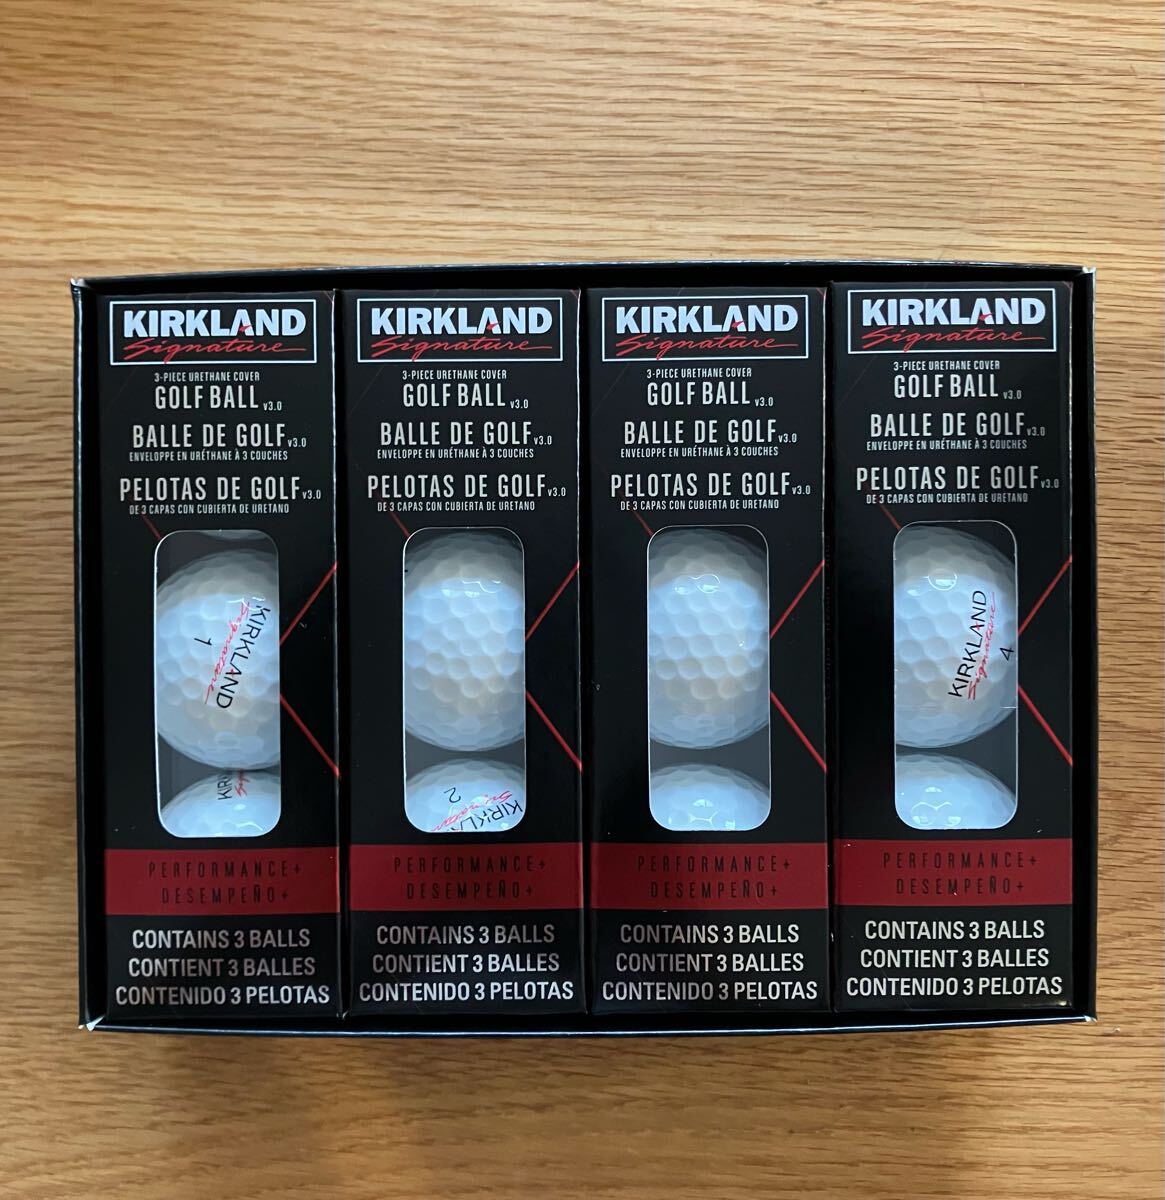 KIRKLAND
Signature
3-PIECE URETHANE COVER
GOLF BALL v3.0
BALLE DE GOLF v3.0
ENVELOPPE EN URÉTHANE À 3 COUCHES
PELOTAS DE GOLF v3.0
DE 3 CAPAS CON CUBIERTA DE URETANO
KIRKLAND
Signature
1
PERFORMANCE+
DESEMPEÑO+
CONTAINS 3 BALLS
CONTIENT 3 BALLES
CONTENIDO 3 PELOTAS
KIRKLAND
Signature
3-PIECE URETHANE COVER
GOLF BALL v3.0
BALLE DE GOLF v3.0
ENVELOPPE EN URÉTHANE À 3 COUCHES
PELOTAS DE GOLF v3.0
DE 3 CAPAS CON CUBIERTA DE URETANO
2
PERFORMANCE+
DESEMPEÑO+
CONTAINS 3 BALLS
CONTIENT 3 BALLES
CONTENIDO 3 PELOTAS
KIRKLAND
Signature
3-PIECE URETHANE COVER
GOLF BALL v3.0
BALLE DE GOLF v3.0
ENVELOPPE EN URÉTHANE À 3 COUCHES
PELOTAS DE GOLF v3.0
DE 3 CAPAS CON CUBIERTA DE URETANO
PERFORMANCE+
DESEMPEÑO+
CONTAINS 3 BALLS
CONTIENT 3 BALLES
CONTENIDO 3 PELOTAS
KIRKLAND
Signature
3-PIECE URETHANE COVER
GOLF BALL v3.0
BALLE DE GOLF v3.0
ENVELOPPE EN URÉTHANE À 3 COUCHES
PELOTAS DE GOLF v3.0
DE 3 CAPAS CON CUBIERTA DE URETANO
KIRKLAND
Signature
4
PERFORMANCE+
DESEMPEÑO+
CONTAINS 3 BALLS
CONTIENT 3 BALLES
CONTENIDO 3 PELOTAS